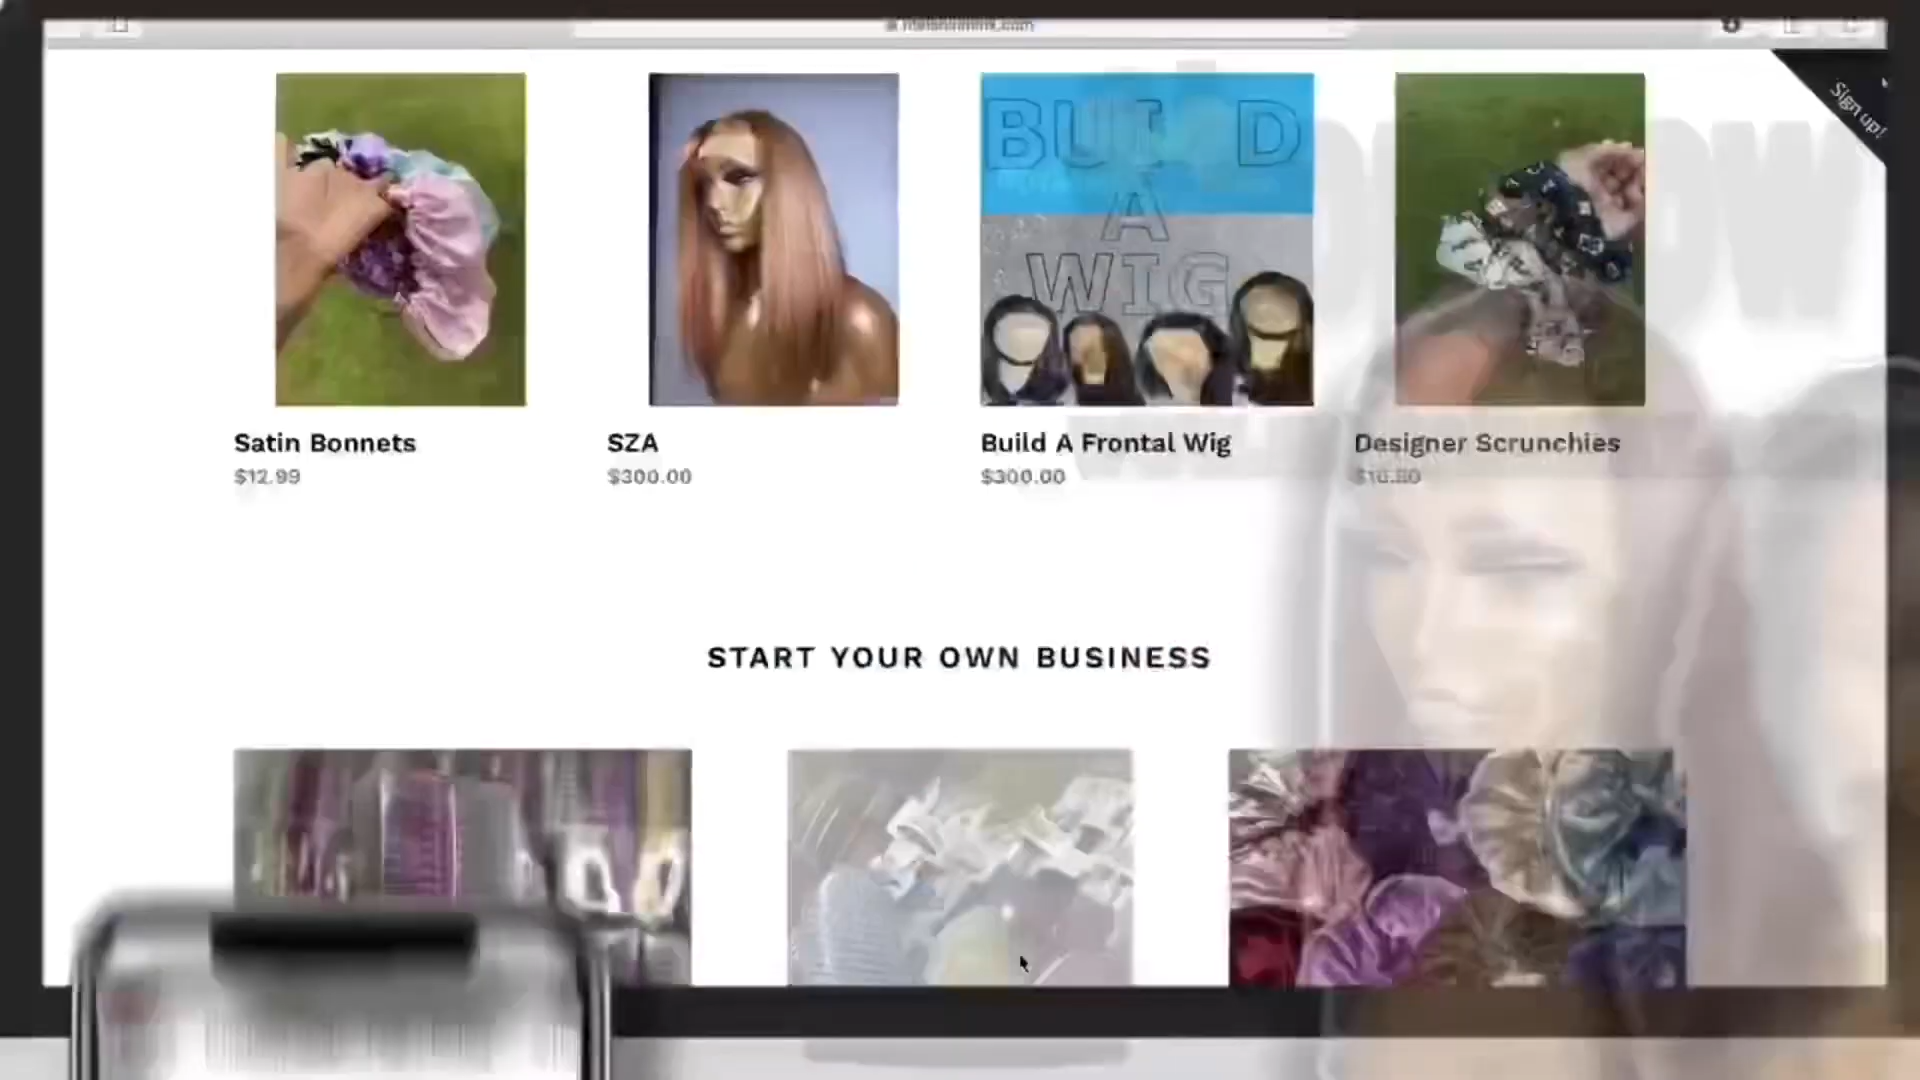 Sign up!
BUILD
A
WIG
Satin Bonnets
$12.99
SZA
$300.00
Build A Frontal Wig
$300.00
Designer Scrunchies
START YOUR OWN BUSINESS